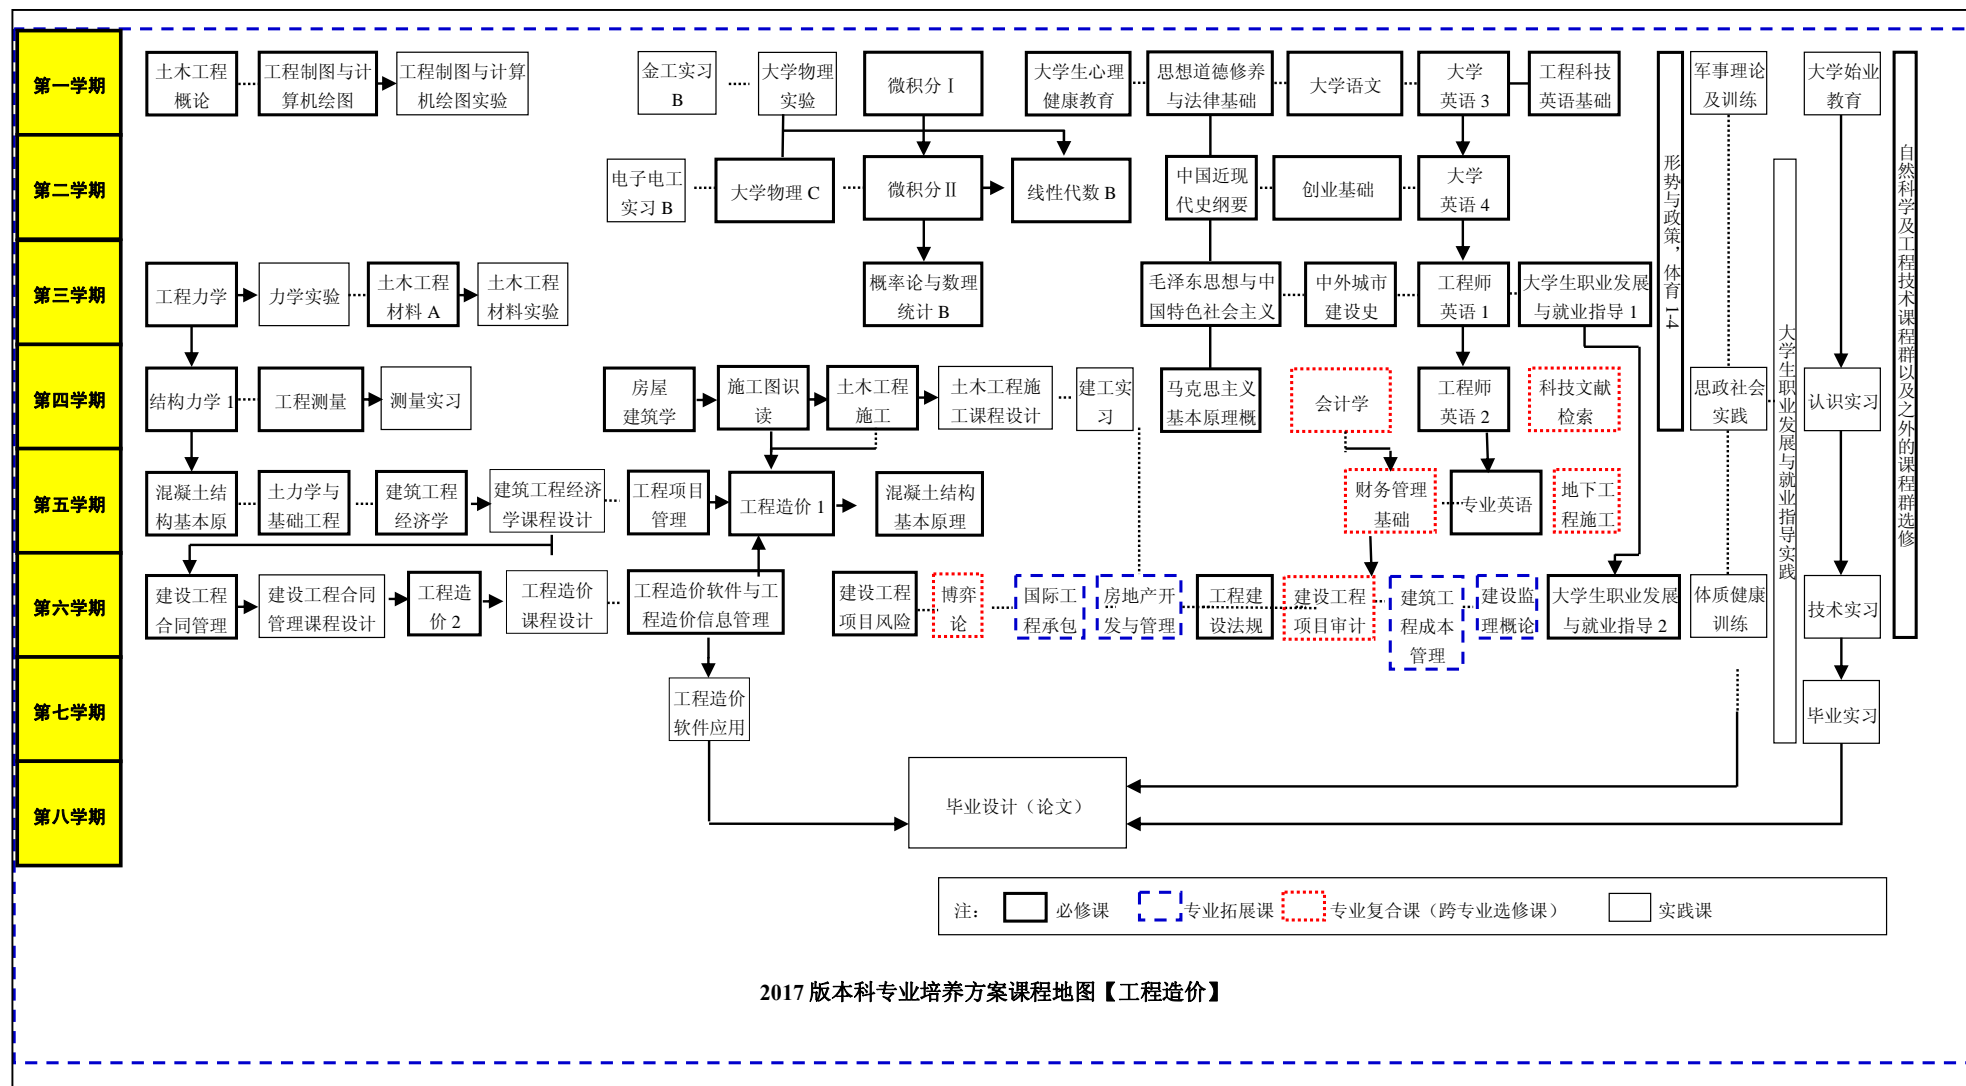 第一学期
土木工程
概论
工程制图与计
算机绘图
工程制图与计算
机绘图实验
金工实习
B
大学物理
实验
微积分Ⅰ
大学生心理
健康教育
思想道德修养
与法律基础
大学语文
大学
英语 3
工程科技
英语基础
军事理论
及训练
大学始业
教育
第二学期
电子电工
实习 B
大学物理 C
微积分Ⅱ
线性代数 B
中国近现
代史纲要
创业基础
大学
英语 4
形势与政策，体育 1-4
大学生职业发展与就业指导实践
自然科学及工程技术课程群以及之外的课程群选修
第三学期
工程力学
力学实验
土木工程
材料 A
土木工程
材料实验
概率论与数理
统计 B
毛泽东思想与中
国特色社会主义
中外城市
建设史
工程师
英语 1
大学生职业发展
与就业指导 1
第四学期
结构力学 1
工程测量
测量实习
房屋
建筑学
施工图识
读
土木工程
施工
土木工程施
工课程设计
建工实
习
马克思主义
基本原理概
会计学
工程师
英语 2
科技文献
检索
思政社会
实践
认识实习
第五学期
混凝土结
构基本原
土力学与
基础工程
建筑工程
经济学
建筑工程经济
学课程设计
工程项目
管理
工程造价 1
混凝土结构
基本原理
财务管理
基础
专业英语
地下工
程施工
第六学期
建设工程
合同管理
建设工程合同
管理课程设计
工程造
价 2
工程造价
课程设计
工程造价软件与工
程造价信息管理
建设工程
项目风险
博弈
论
国际工
程承包
房地产开
发与管理
工程建
设法规
建设工程
项目审计
建筑工
程成本
管理
建设监
理概论
大学生职业发展
与就业指导 2
体质健康
训练
技术实习
第七学期
工程造价
软件应用
毕业实习
第八学期
毕业设计（论文）
注： 必修课 专业拓展课 专业复合课（跨专业选修课） 实践课
2017 版本科专业培养方案课程地图【工程造价】